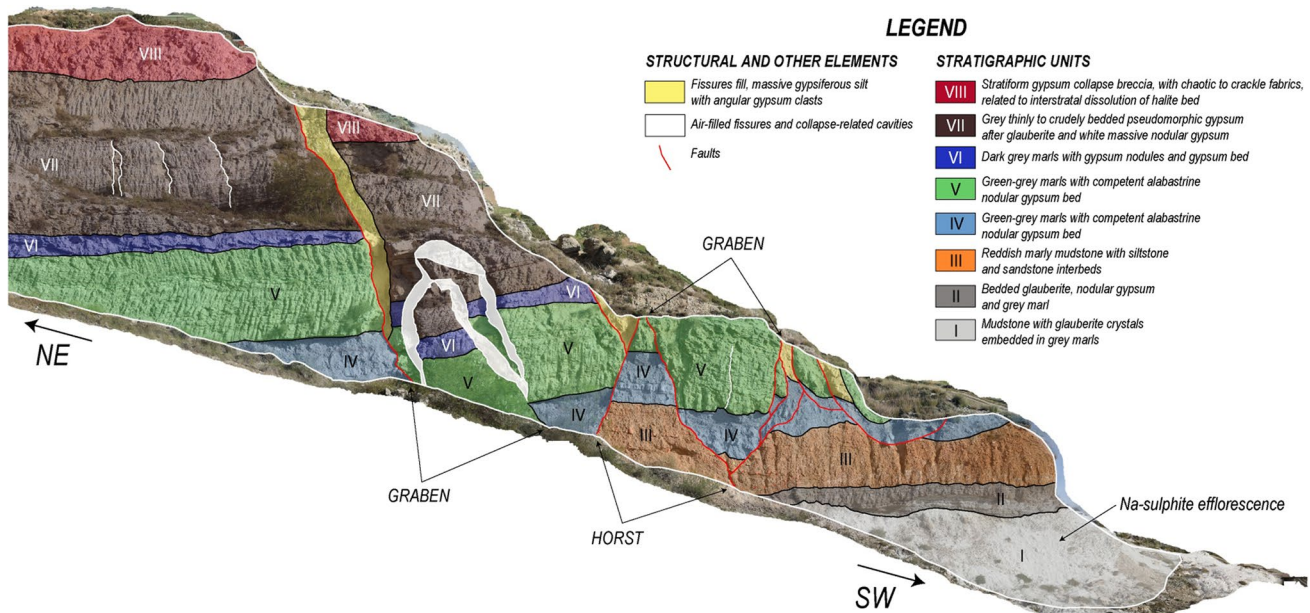 LEGEND
STRUCTURAL AND OTHER ELEMENTS
Fissures fill, massive gypsiferous silt
with angular gypsum clasts
Air-filled fissures and collapse-related cavities
Faults
STRATIGRAPHIC UNITS
VIII
Stratiform gypsum collapse breccia, with chaotic to crackle fabrics,
related to interstratal dissolution of halite bed
VII
Grey thinly to crudely bedded pseudomorphic gypsum
after glauberite and white massive nodular gypsum
VI
Dark grey marls with gypsum nodules and gypsum bed
V
Green-grey marls with competent alabastrine
nodular gypsum bed
IV
Green-grey marls with competent alabastrine
nodular gypsum bed
III
Reddish marly mudstone with siltstone
and sandstone interbeds
II
Bedded glauberite, nodular gypsum
and grey marl
I
Mudstone with glauberite crystals
embedded in grey marls
VIII
VIII
VII
VII
VI
V
VI
VI
IV
V
V
IV
GRABEN
IV
V
III
IV
III
II
I
NE
GRABEN
HORST
Na-sulphite efflorescence
SW